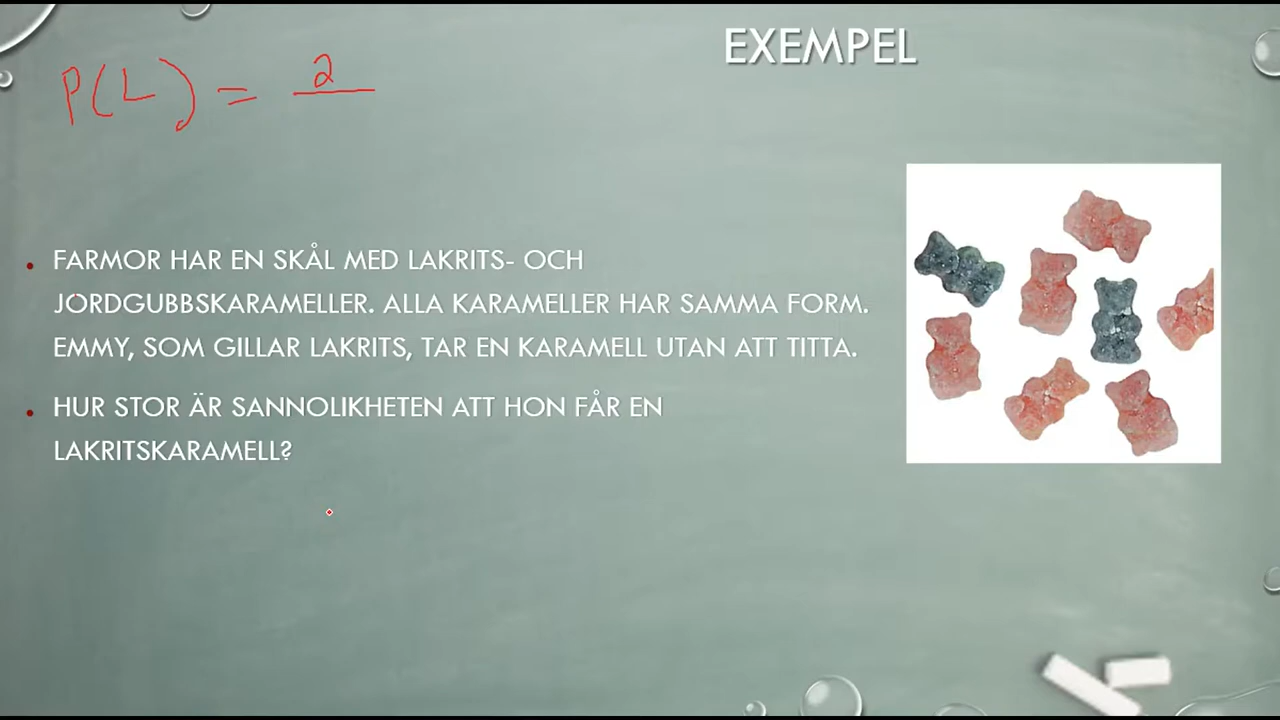 EXEMPEL
P(L) = 2
FARMOR HAR EN SKÅL MED LAKRITS- OCH
JORDGUBBSKARAMELLER. ALLA KARAMELLER HAR SAMMA FORM.
EMMY, SOM GILLAR LAKRITS, TAR EN KARAMELL UTAN ATT TITTA.
HUR STOR ÄR SANNOLIKHETEN ATT HON FÅR EN
LAKRITSKARAMELL?